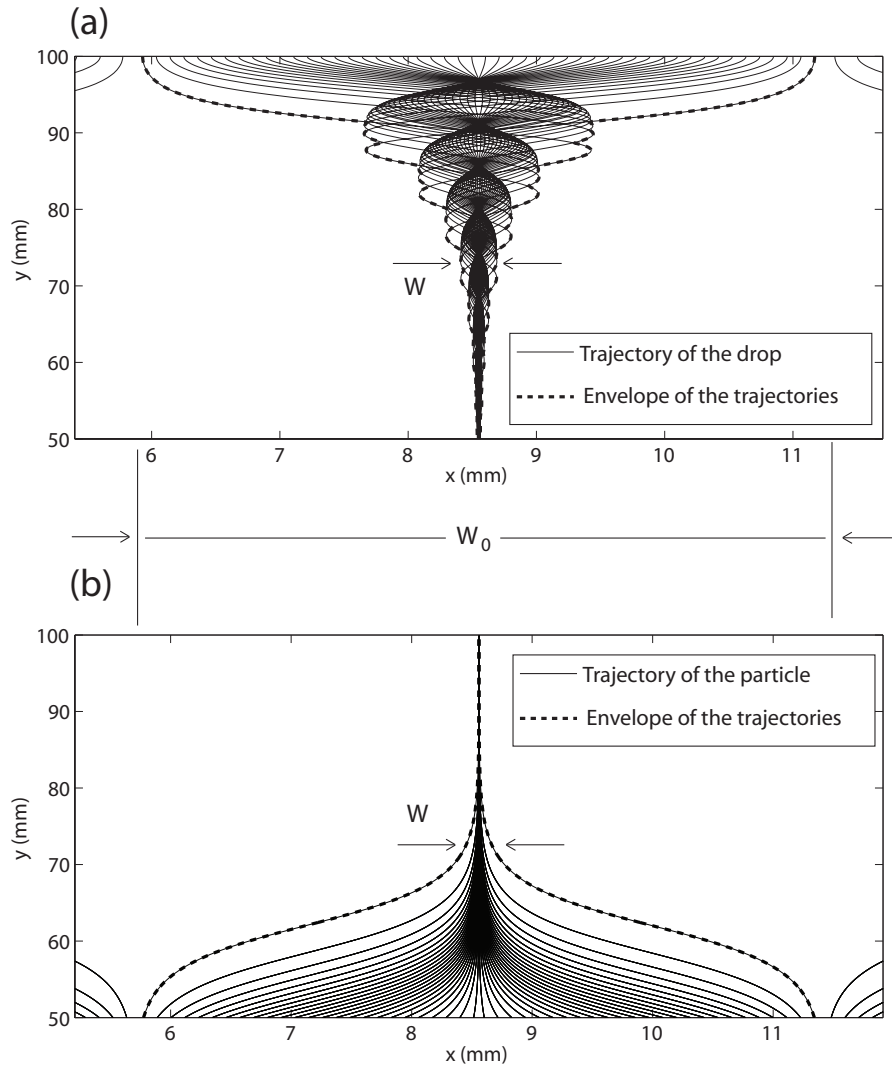 (a)
100
90
80
70
60
50
y (mm)
W
Trajectory of the drop
Envelope of the trajectories
6 7 8 9 10 11
x (mm)
W0
(b)
100
90
80
70
60
50
y (mm)
W
Trajectory of the particle
Envelope of the trajectories
6 7 8 9 10 11
x (mm)